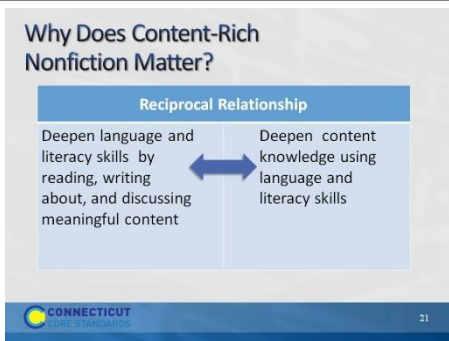 Why Does Content-Rich
Nonfiction Matter?
Reciprocal Relationship
Deepen language and
literacy skills by
reading, writing
about, and discussing
meaningful content
Deepen content
knowledge using
language and
literacy skills
CONNECTICUT
CORE STANDARDS
21